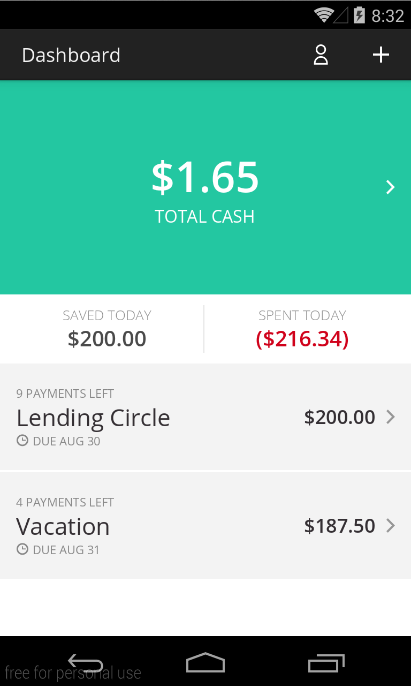 8:32
Dashboard
$1.65
TOTAL CASH
SAVED TODAY
$200.00
SPENT TODAY
($216.34)
9 PAYMENTS LEFT
Lending Circle
$200.00
DUE AUG 30
4 PAYMENTS LEFT
Vacation
$187.50
DUE AUG 31
free for personal use